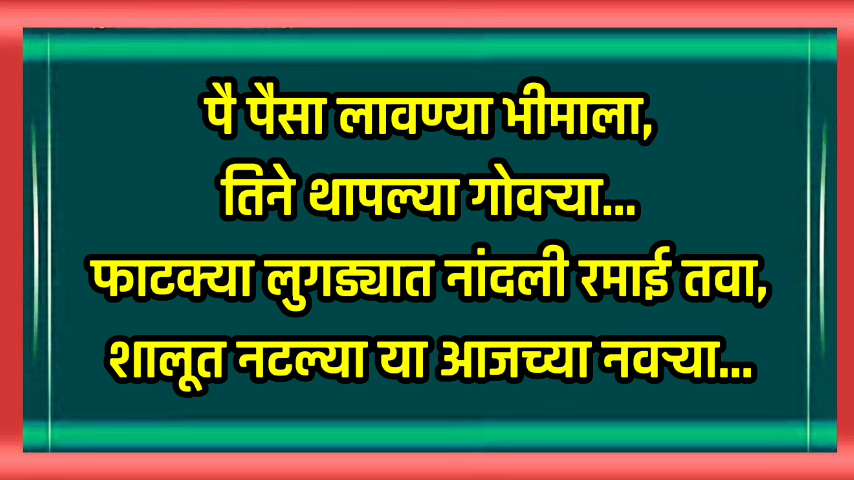 पै पैसा लावण्या भीमाला,
तिने थापल्या गोवऱ्या...
फाटक्या लुगड्यात नांदली रमाई तवा,
शालूत नटल्या या आजच्या नवऱ्या...